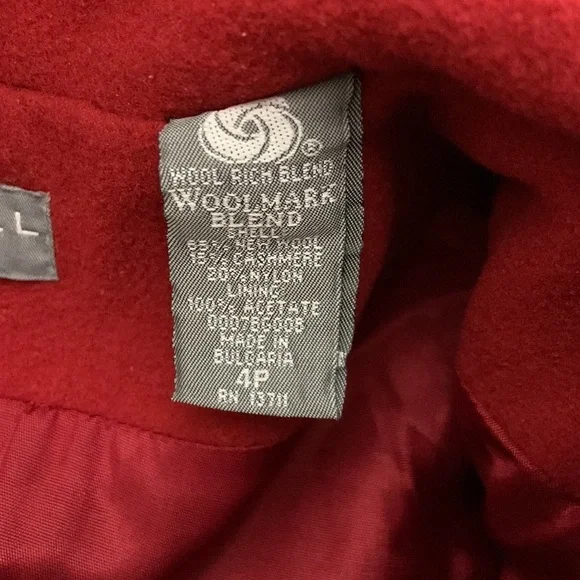 L
®
WOOL RICH BLEND
WOOLMARK
BLEND
SHELL
65% NEW WOOL
15% CASHMERE
20% NYLON
LINING
100% ACETATE
0007BG008
MADE IN
BULGARIA
4P
RN 13711